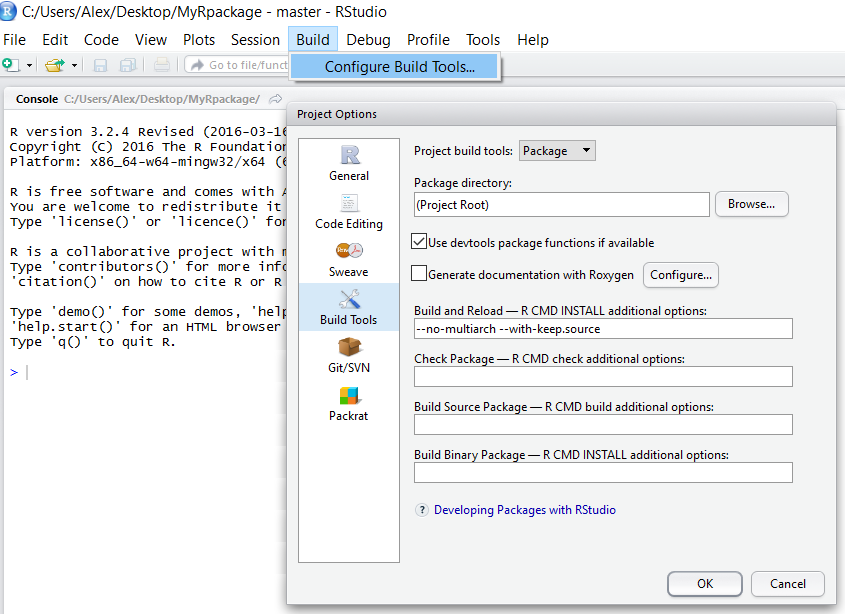 C:/Users/Alex/Desktop/MyRpackage - master - RStudio
File Edit Code View Plots Session Build Debug Profile Tools Help
Go to file/funct
Configure Build Tools...
Console C:/Users/Alex/Desktop/MyRpackage/
R version 3.2.4 Revised (2016-03-16
Copyright (C) 2016 The R Foundation
Platform: x86_64-w64-mingw32/x64 (6
R is free software and comes with A
You are welcome to redistribute it
Type 'license()' or 'licence()' for
R is a collaborative project with m
Type 'contributors()' for more info
'citation()' on how to cite R or R
Type 'demo()' for some demos, 'help
'help.start()' for an HTML browser
Type 'q()' to quit R.
>
Project Options
General
Code Editing
Sweave
Build Tools
Git/SVN
Packrat
Project build tools: Package
Package directory:
(Project Root) Browse...
Use devtools package functions if available
Generate documentation with Roxygen Configure...
Build and Reload — R CMD INSTALL additional options:
--no-multiarch --with-keep.source
Check Package — R CMD check additional options:
Build Source Package — R CMD build additional options:
Build Binary Package — R CMD INSTALL additional options:
? Developing Packages with RStudio
OK Cancel